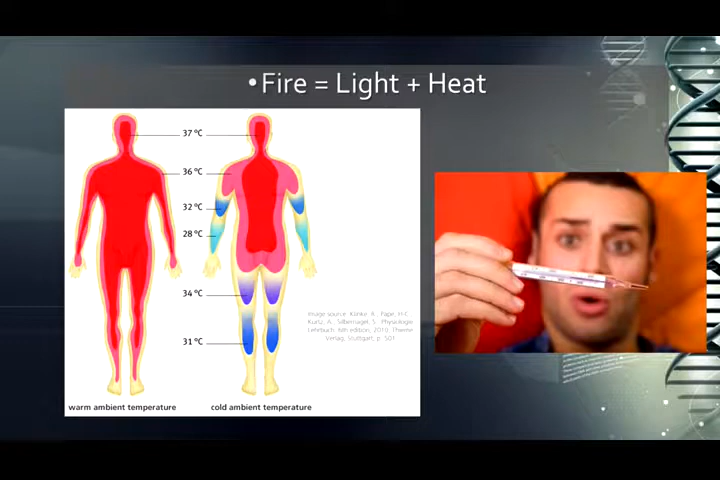 •Fire = Light + Heat
37 °C
36 °C
32 °C
28 °C
34 °C
31 °C
Image source: Klinke, R., Pape, H-C.,
Kurtz, A., Silbernagel, S. Physiologie.
Lehrbuch. 6th edition, 2010, Thieme
Verlag, Stuttgart, p. 501
warm ambient temperature
cold ambient temperature